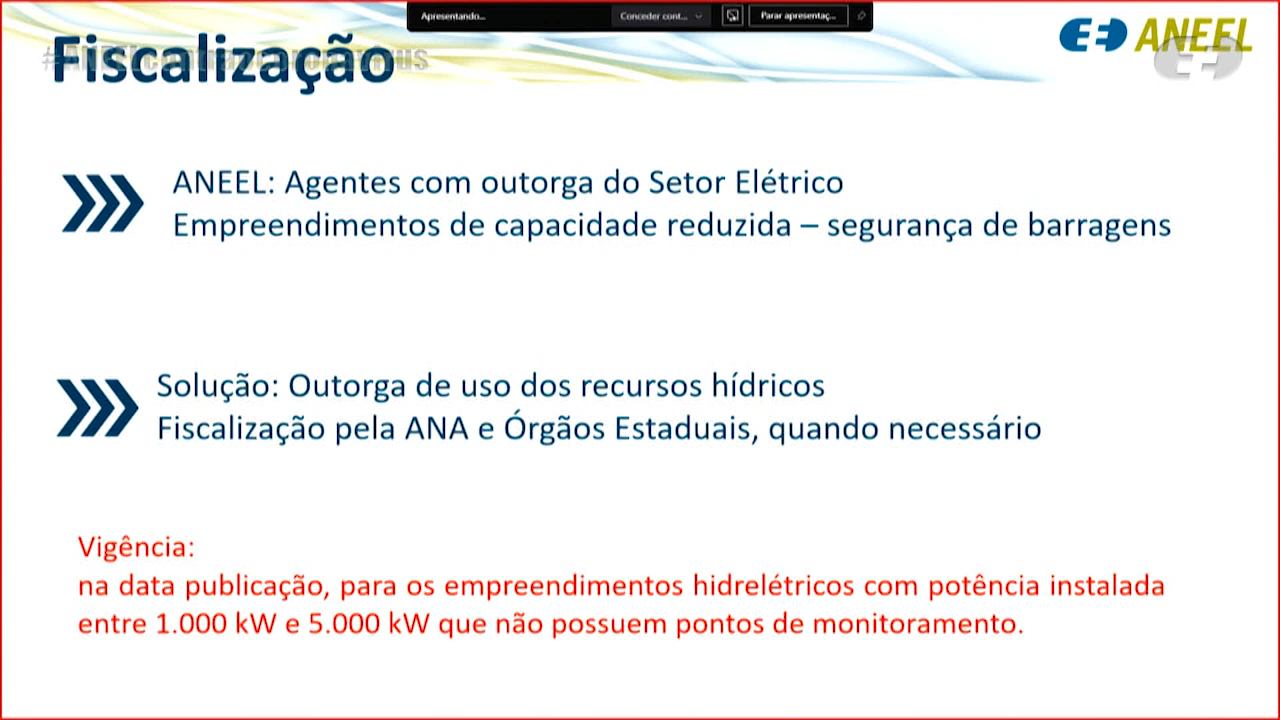 Apresentando...
Conceder cont...
Parar apresentaç...
ANEEL
Fiscalização
ANEEL: Agentes com outorga do Setor Elétrico
Empreendimentos de capacidade reduzida – segurança de barragens
Solução: Outorga de uso dos recursos hídricos
Fiscalização pela ANA e Órgãos Estaduais, quando necessário
Vigência:
na data publicação, para os empreendimentos hidrelétricos com potência instalada
entre 1.000 kW e 5.000 kW que não possuem pontos de monitoramento.